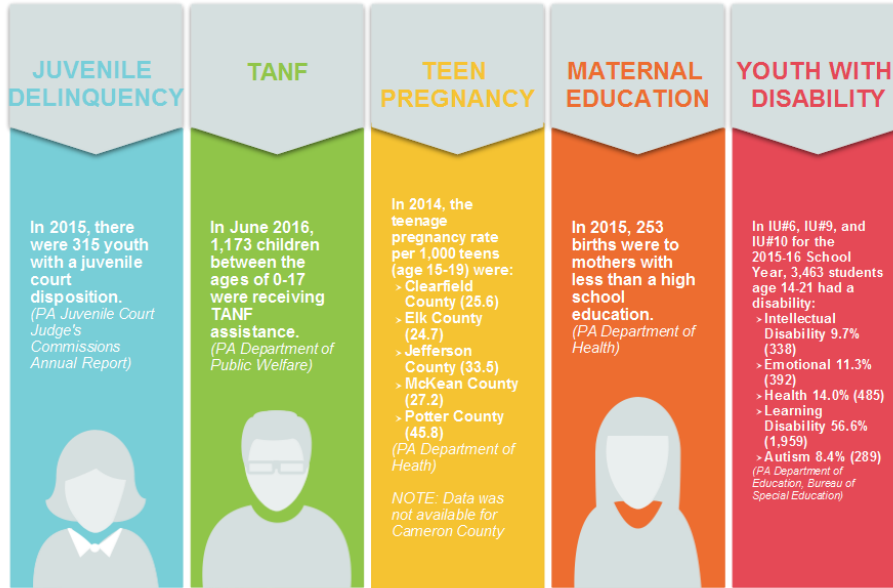 JUVENILE
DELINQUENCY
In 2015, there
were 315 youth
with a juvenile
court
disposition.
(PA Juvenile Court
Judge's
Commissions
Annual Report)
TANF
In June 2016,
1,173 children
between the
ages of 0-17
were receiving
TANF
assistance.
(PA Department of
Public Welfare)
TEEN
PREGNANCY
In 2014, the
teenage
pregnancy rate
per 1,000 teens
(age 15-19) were:
➤Clearfield
County (25.6)
➤Elk County
(24.7)
➤Jefferson
County (33.5)
➤McKean County
(27.2)
➤Potter County
(45.8)
(PA Department of
Heath)
NOTE: Data was
not available for
Cameron County
MATERNAL
EDUCATION
In 2015, 253
births were to
mothers with
less than a high
school
education.
(PA Department of
Health)
YOUTH WITH
DISABILITY
In IU#6, IU#9, and
IU#10 for the
2015-16 School
Year, 3,463 students
age 14-21 had a
disability:
➤Intellectual
Disability 9.7%
(338)
➤Emotional 11.3%
(392)
➤Health 14.0% (485)
➤Learning
Disability 56.6%
(1,959)
➤Autism 8.4% (289)
(PA Department of
Education, Bureau of
Special Education)